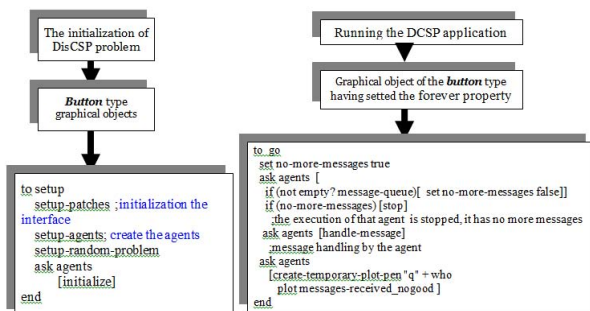 The initialization of
DisCSP problem
Button type
graphical objects
to setup
setup-patches ;initialization the
interface
setup-agents; create the agents
setup-random-problem
ask agents
[initialize]
end
Running the DCSP application
Graphical object of the button type
having setted the forever property
to go
set no-more-messages true
ask agents [
if (not empty? message-queue)[ set no-more-messages false]]
if (no-more-messages) [stop]
;the execution of that agent is stopped, it has no more messages
ask agents [handle-message]
;message handling by the agent
ask agents
[create-temporary-plot-pen "q" + who
plot messages-received_nogood ]
end